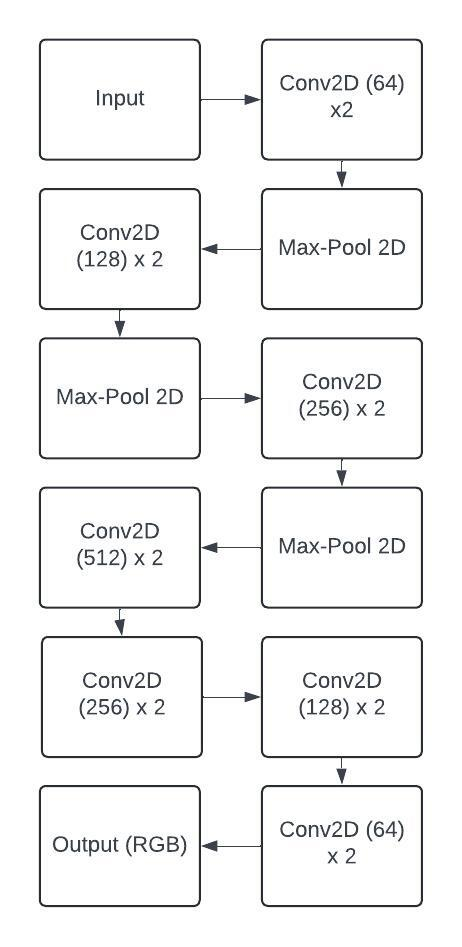 Input
Conv2D (64)
x2
Max-Pool 2D
Conv2D
(128) x 2
Max-Pool 2D
Conv2D
(256) x 2
Max-Pool 2D
Conv2D
(512) x 2
Conv2D
(256) x 2
Conv2D
(128) x 2
Conv2D (64)
x 2
Output (RGB)